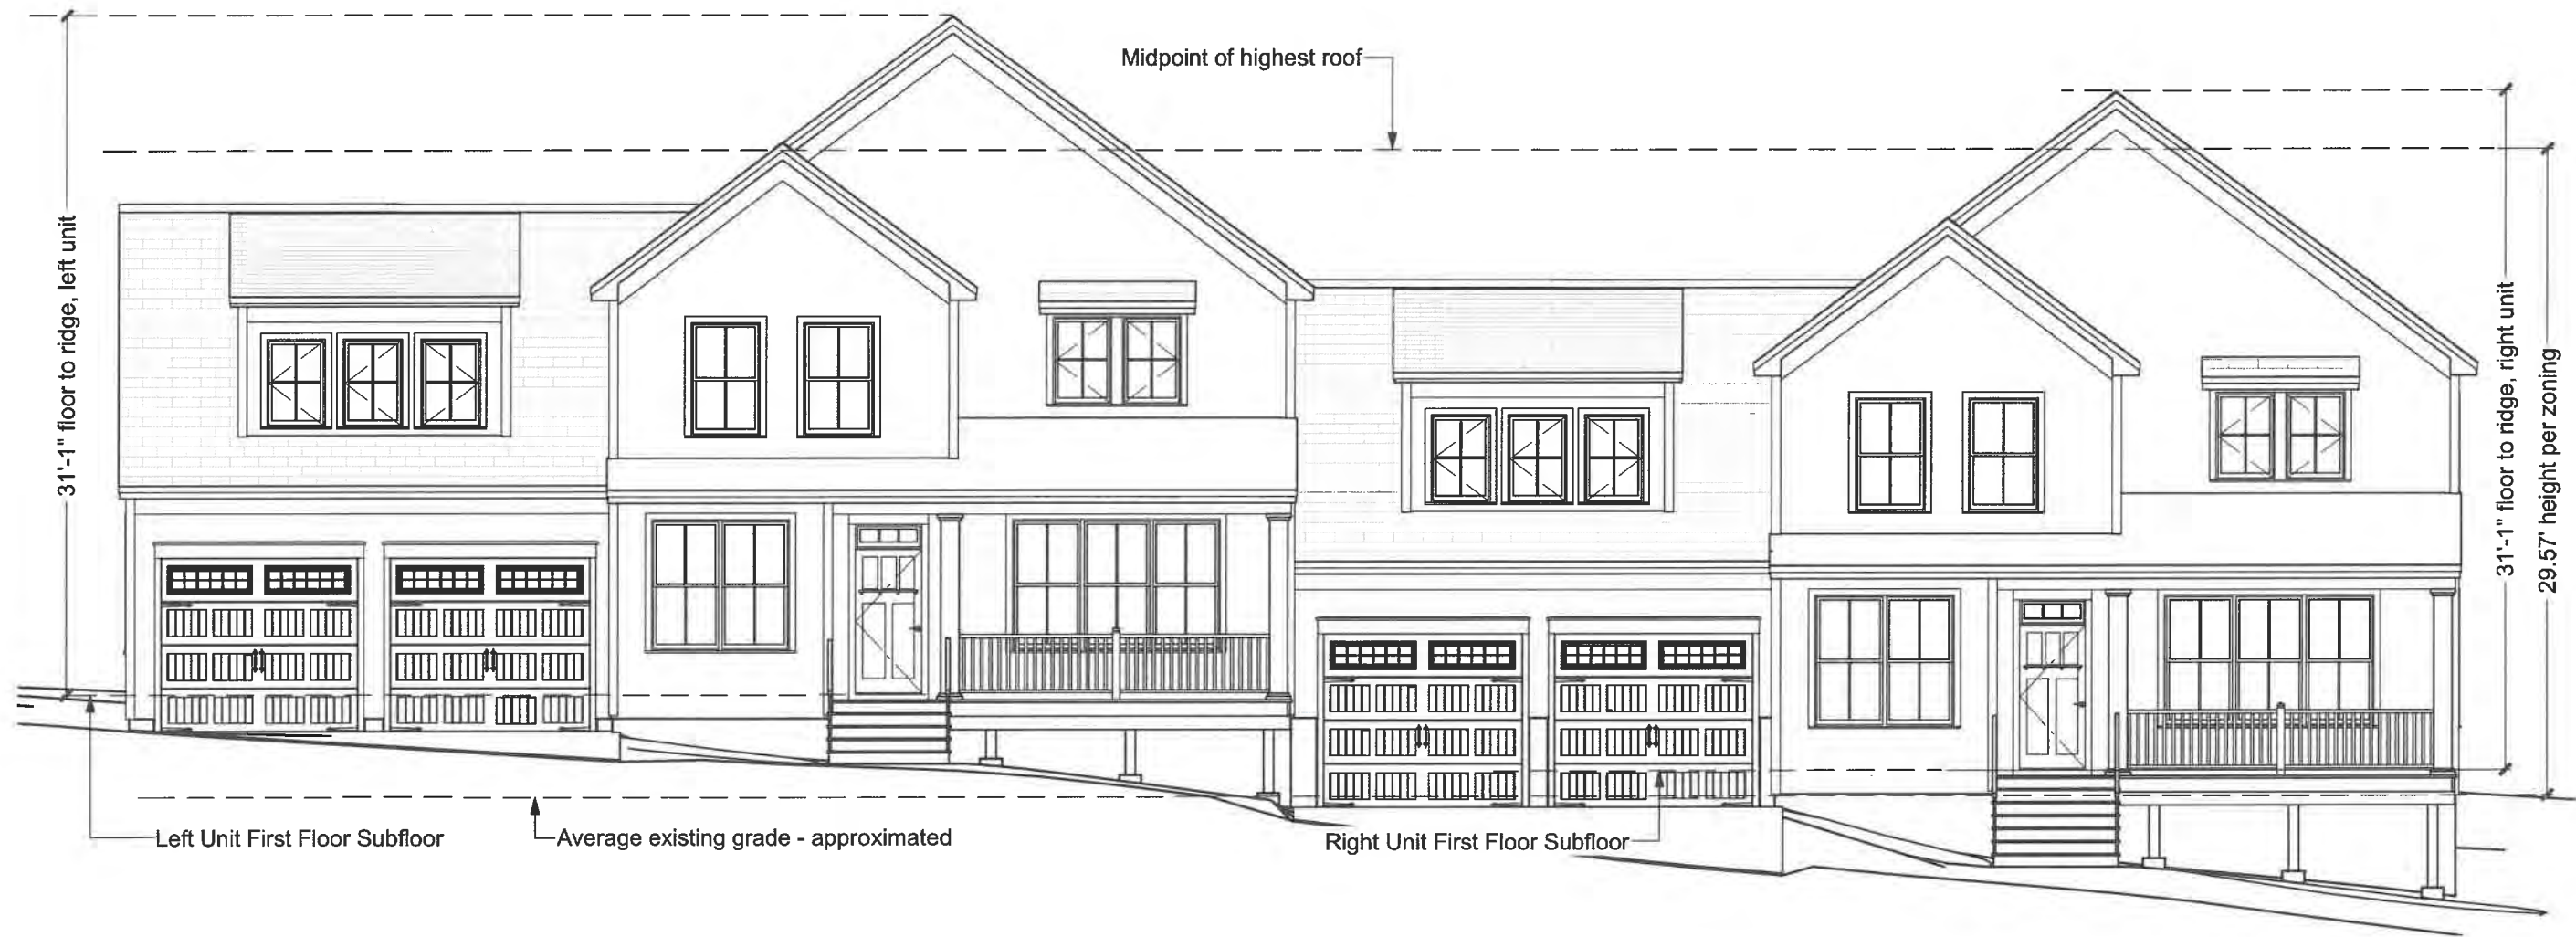 Midpoint of highest roof
31'-1" floor to ridge, left unit
31'-1" floor to ridge, right unit
29.57' height per zoning
Left Unit First Floor Subfloor
Average existing grade - approximated
Right Unit First Floor Subfloor